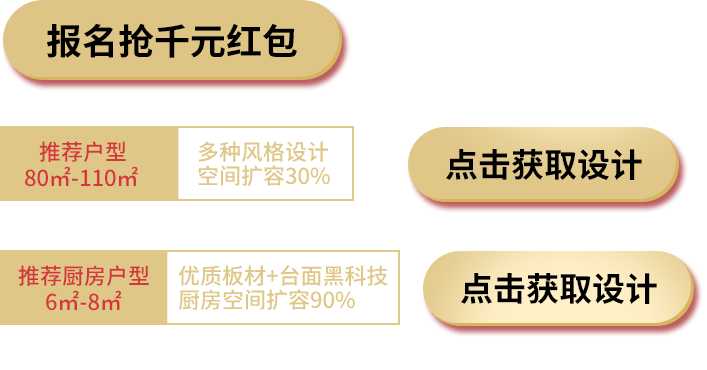 报名抢千元红包
推荐户型
80㎡-110㎡
多种风格设计
空间扩容30%
点击获取设计
推荐厨房户型
6㎡-8㎡
优质板材+台面黑科技
厨房空间扩容90%
点击获取设计